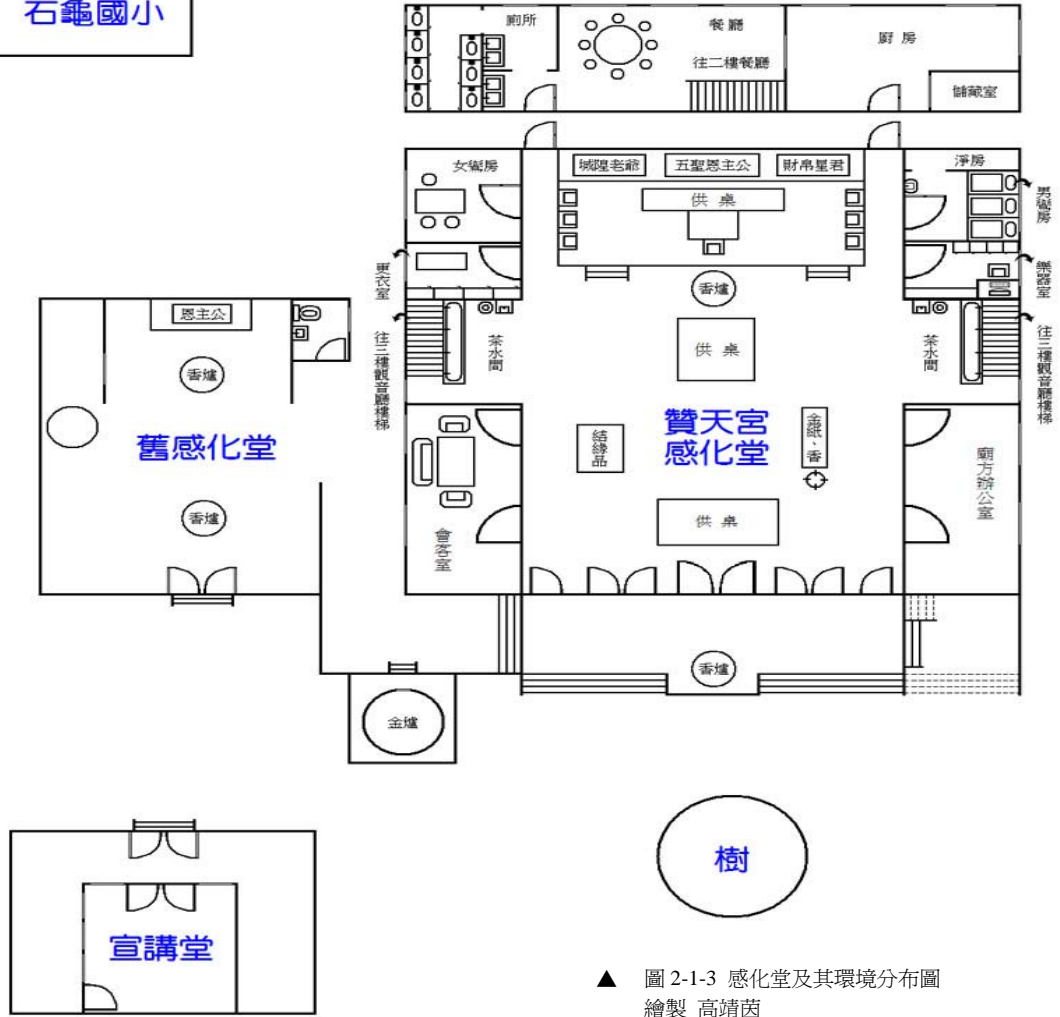 石龜國小
廁所
餐廳
往二樓餐廳
廚房
儲藏室
女鸞房
城隍老爺
五聖恩主公
財帛星君
淨房
男鸞房
供桌
更衣室
樂器室
香爐
恩主公
往三樓觀音廳樓梯
茶水間
供桌
茶水間
往三樓觀音廳樓梯
香爐
舊感化堂
結緣品
贊天宮
感化堂
金紙、香
廟方辦公室
香爐
會客室
供桌
香爐
金爐
樹
宣講堂
▲ 圖 2-1-3 感化堂及其環境分布圖
繪製 高靖茵